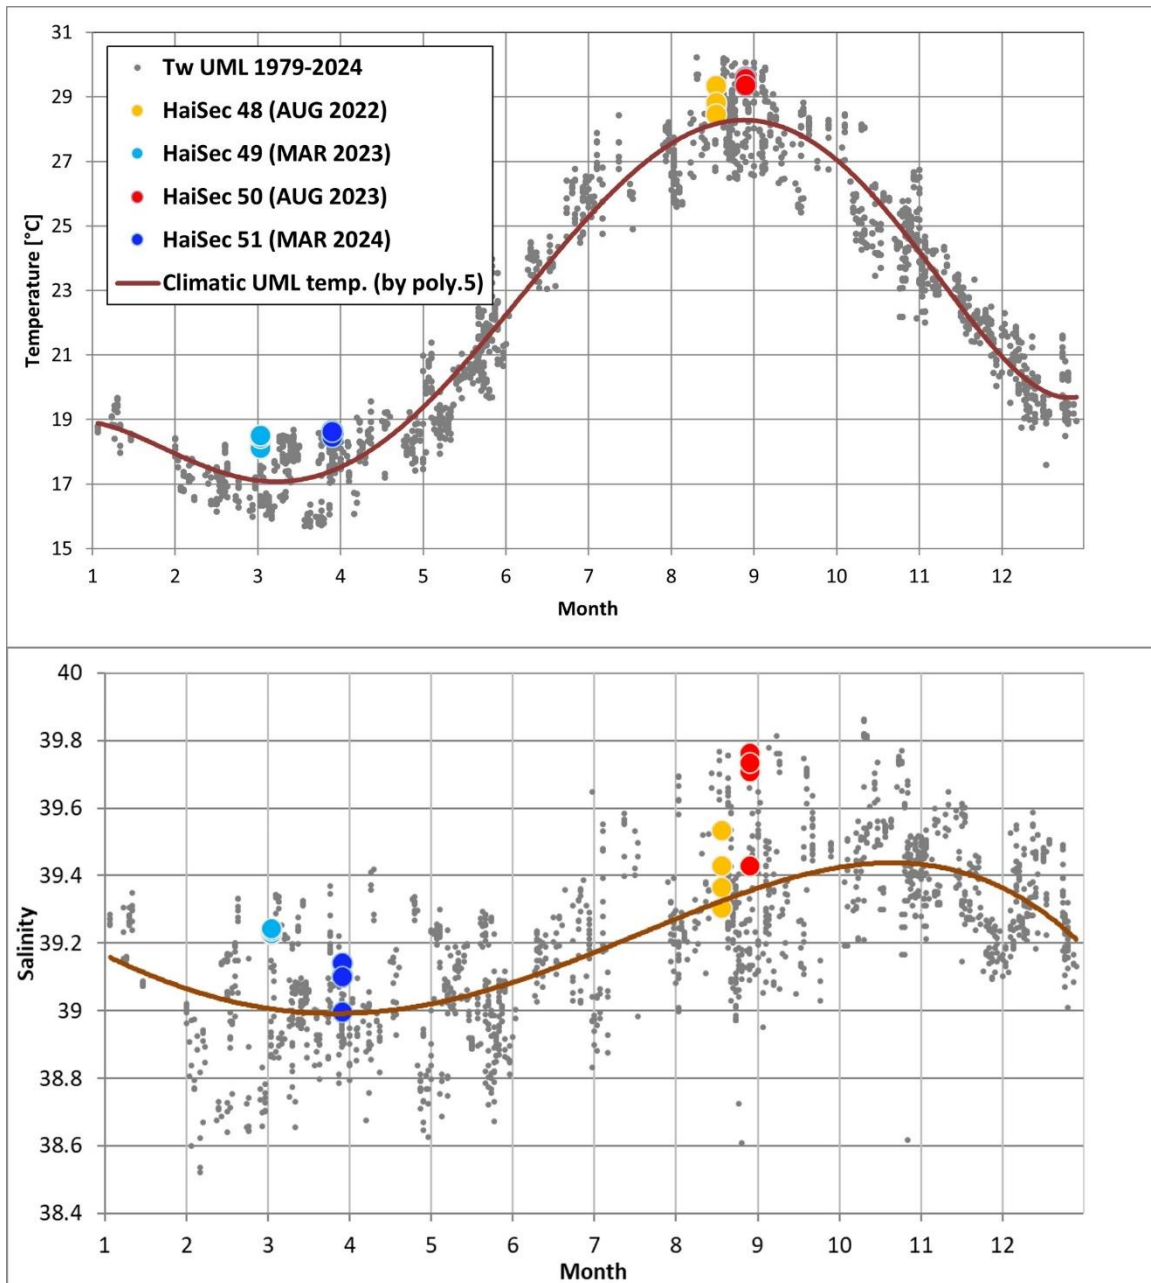 31
29
27
25
23
21
19
17
15
Temperature [°C]
Tw UML 1979-2024
HaiSec 48 (AUG 2022)
HaiSec 49 (MAR 2023)
HaiSec 50 (AUG 2023)
HaiSec 51 (MAR 2024)
Climatic UML temp. (by poly.5)
1 2 3 4 5 6 7 8 9 10 11 12
Month
40
39.8
39.6
39.4
39.2
39
38.8
38.6
38.4
Salinity
1 2 3 4 5 6 7 8 9 10 11 12
Month